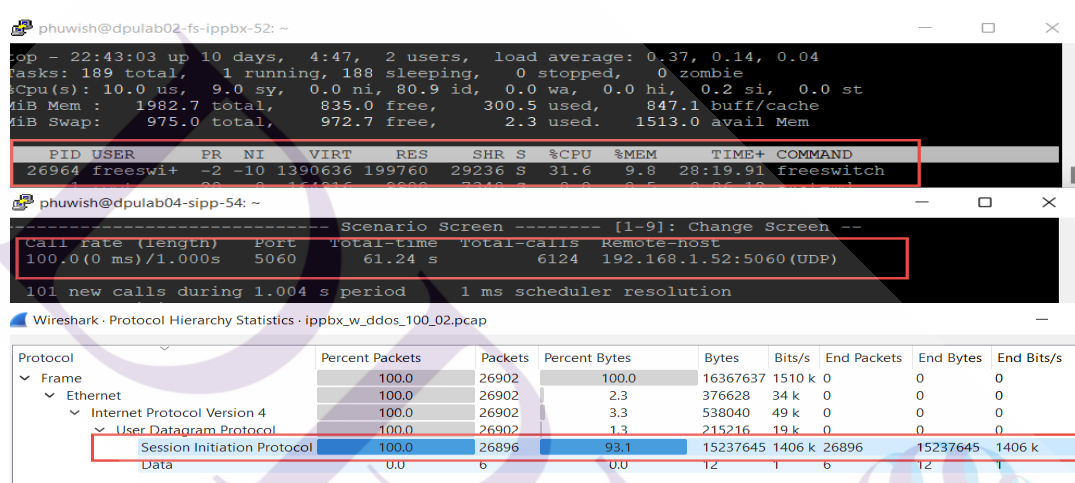 phuwish@dpulab02-fs-ippbx-52: ~
top - 22:43:03 up 10 days, 4:47, 2 users, load average: 0.37, 0.14, 0.04
Tasks: 189 total, 1 running, 188 sleeping, 0 stopped, 0 zombie
%Cpu(s): 10.0 us, 9.0 sy, 0.0 ni, 80.9 id, 0.0 wa, 0.0 hi, 0.2 si, 0.0 st
MiB Mem : 1982.7 total, 835.0 free, 300.5 used, 847.1 buff/cache
MiB Swap: 975.0 total, 972.7 free, 2.3 used. 1513.0 avail Mem
PID USER PR NI VIRT RES SHR S %CPU %MEM TIME+ COMMAND
26964 freeswi+ -2 -10 1390636 199760 29236 S 31.6 9.8 28:19.91 freeswitch
phuwish@dpulab04-sipp-54: ~
------------------------------ Scenario Screen -------- [1-9]: Change Screen --
Call rate (length) Port Total-time Total-calls Remote-host
100.0(0 ms)/1.000s 5060 61.24 s 6124 192.168.1.52:5060(UDP)
101 new calls during 1.004 s period 1 ms scheduler resolution
Wireshark · Protocol Hierarchy Statistics · ippbx_w_ddos_100_02.pcap
Protocol Percent Packets Packets Percent Bytes Bytes Bits/s End Packets End Bytes End Bits/s
Frame 100.0 26902 100.0 16367637 1510 k 0 0 0
Ethernet 100.0 26902 2.3 376628 34 k 0 0 0
Internet Protocol Version 4 100.0 26902 3.3 538040 49 k 0 0 0
User Datagram Protocol 100.0 26902 1.3 215216 19 k 0 0 0
Session Initiation Protocol 100.0 26896 93.1 15237645 1406 k 26896 15237645 1406 k
Data 0.0 6 0.0 12 1 6 12 1